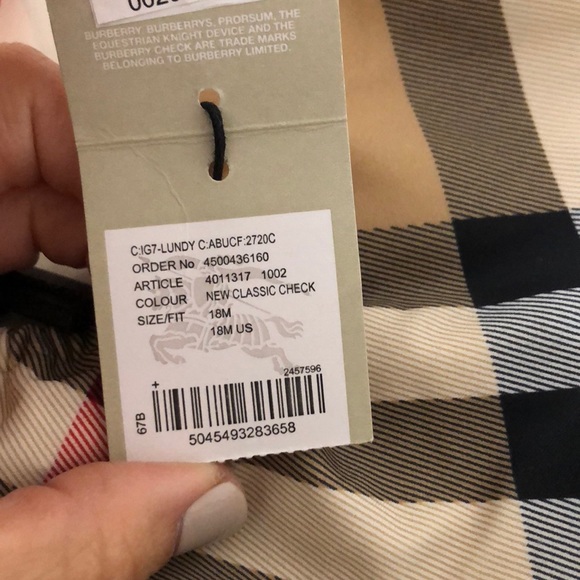 BURBERRY, BURBERRYS, PRORSUM, THE
EQUESTRIAN KNIGHT DEVICE AND THE
BURBERRY CHECK ARE TRADE MARKS
BELONGING TO BURBERRY LIMITED.
C:IG7-LUNDY C:ABUCF:2720C
ORDER No 4500436160
ARTICLE 4011317 1002
COLOUR NEW CLASSIC CHECK
SIZE/FIT 18M
18M US
2457596
+
67B
5045493283658